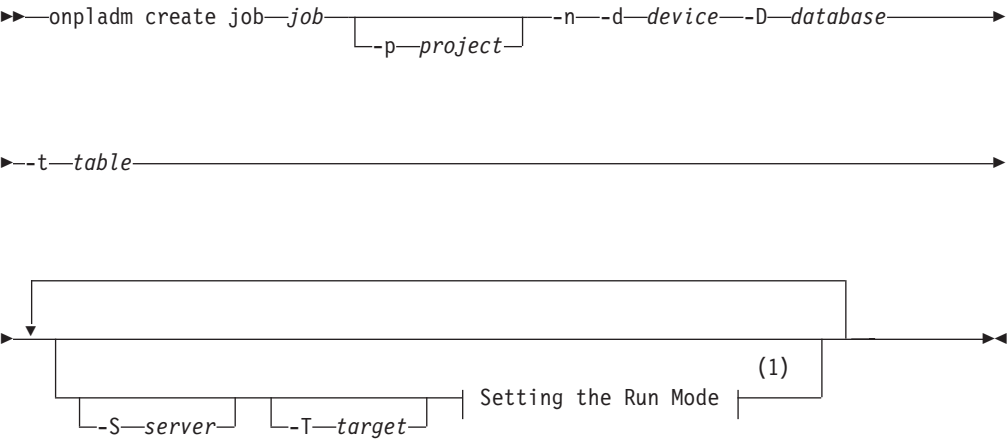 onpladm create job job -n -d device -D database
-p project
-t table
(1)
Setting the Run Mode
-S server -T target